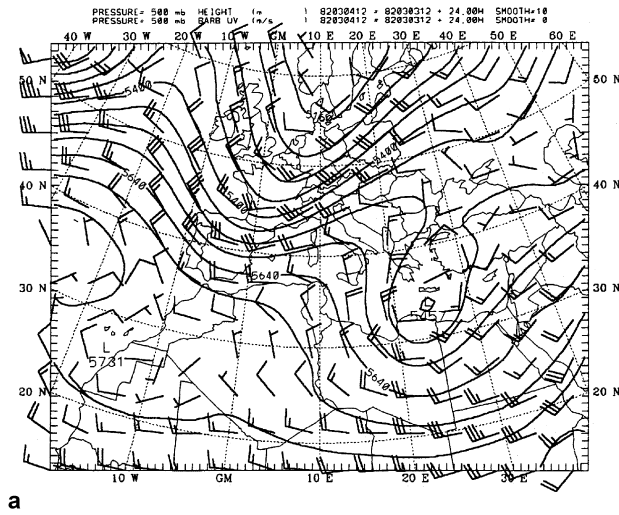 PRESSURE= 500 mb HEIGHT (m ) 82030412 = 82030312 + 24.00H SMOOTH=10
PRESSURE= 500 mb BARB UV (m/s ) 82030412 = 82030312 + 24.00H SMOOTH= 0
40 W 30 W 20 W 10 W GM 10 E 20 E 30 E 40 E 50 E 60 E
50 N 60 N
5400
5400
40 N 50 N
5640
5400
30 N 40 N
5640
L
5731
20 N 30 N
5640
20 N
10 W GM 10 E 20 E 30 E
a